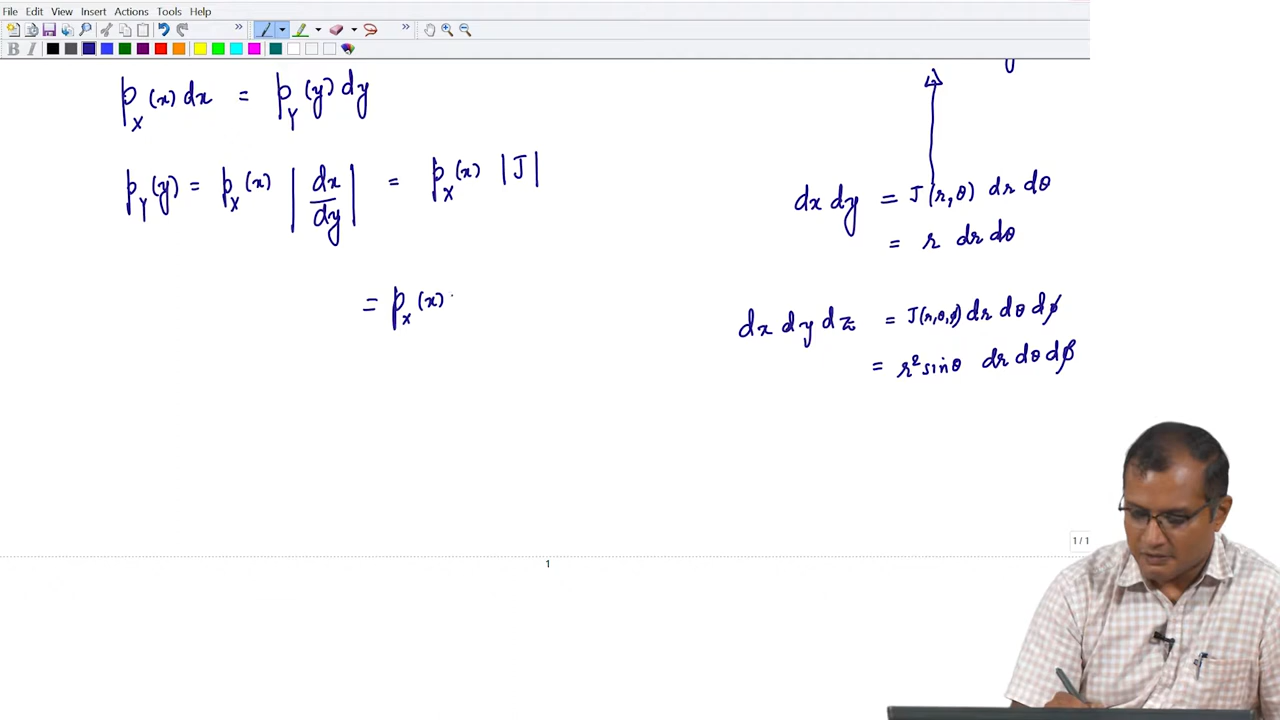 File Edit View Insert Actions Tools Help
B I
p_X(x) dx = p_Y(y) dy
p_Y(y) = p_X(x) | dx/dy | = p_X(x) |J|
= p_X(x)
dx dy = J(r,θ) dr dθ
= r dr dθ
dx dy dz = J(r,θ,ϕ) dr dθ dϕ
= r² sinθ dr dθ dϕ
1 / 1
1